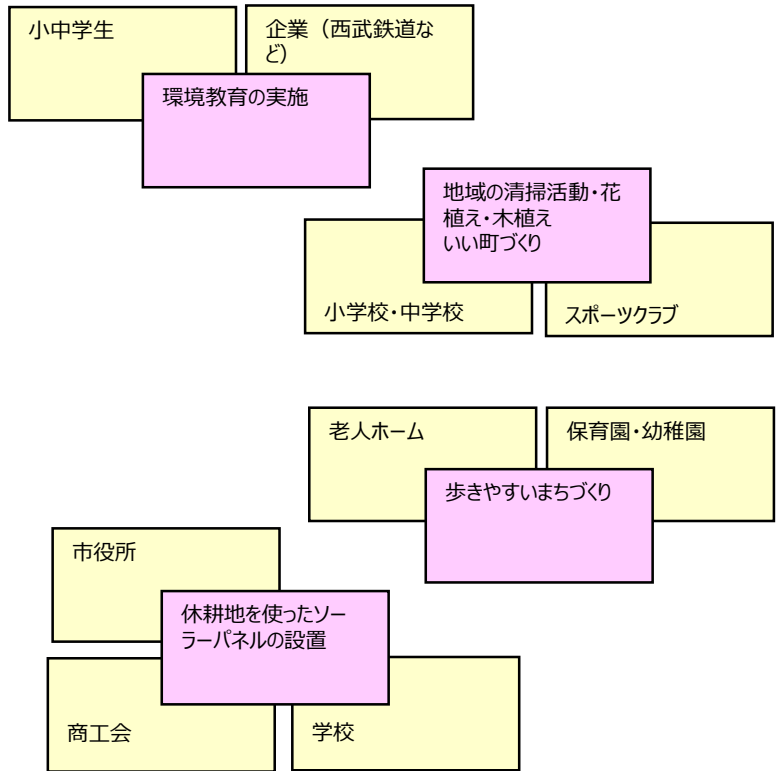 小中学生
企業（西武鉄道な
ど）
環境教育の実施
地域の清掃活動・花
植え・木植え
いい町づくり
小学校・中学校
スポーツクラブ
老人ホーム
保育園・幼稚園
歩きやすいまちづくり
市役所
休耕地を使ったソー
ラーパネルの設置
商工会
学校